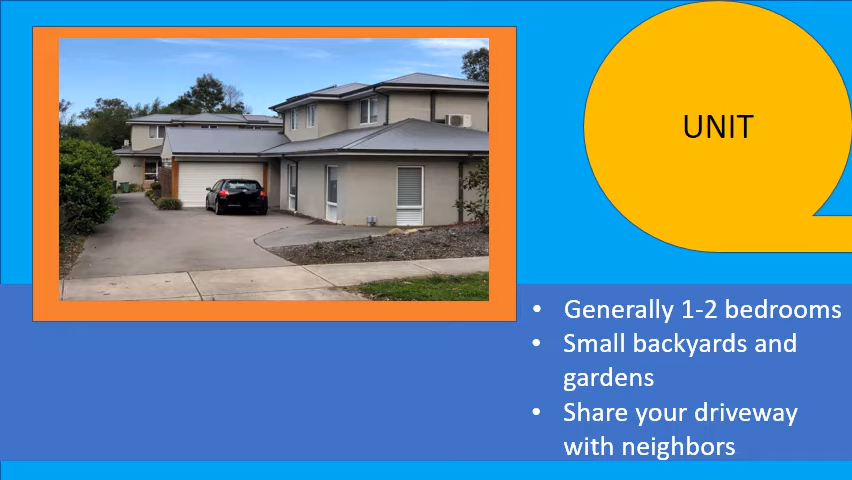 UNIT
• Generally 1-2 bedrooms
• Small backyards and
gardens
• Share your driveway
with neighbors